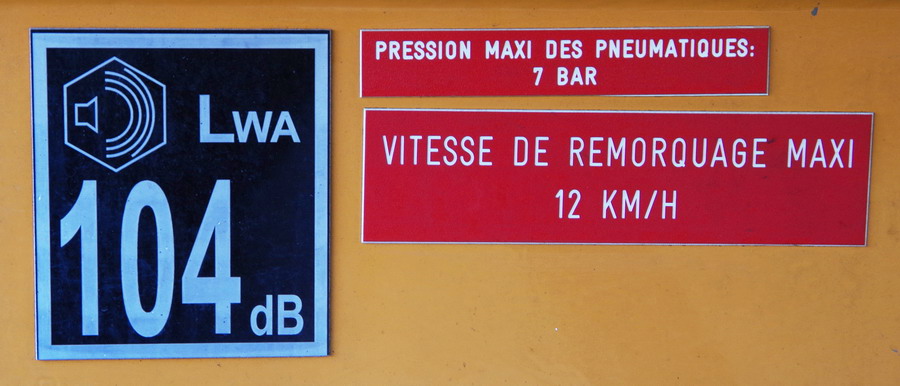 LWA
104
dB
PRESSION MAXI DES PNEUMATIQUES:
7 BAR
VITESSE DE REMORQUAGE MAXI
12 KM/H